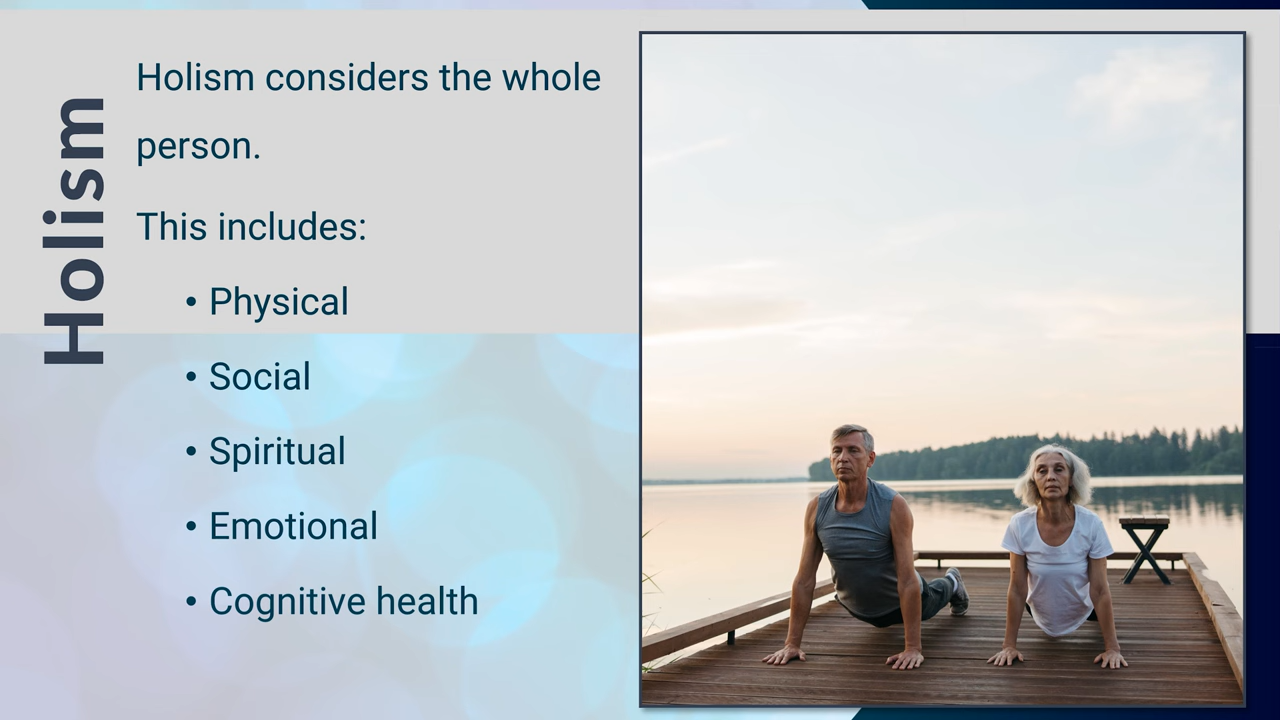 Holism
Holism considers the whole
person.
This includes:
• Physical
• Social
• Spiritual
• Emotional
• Cognitive health